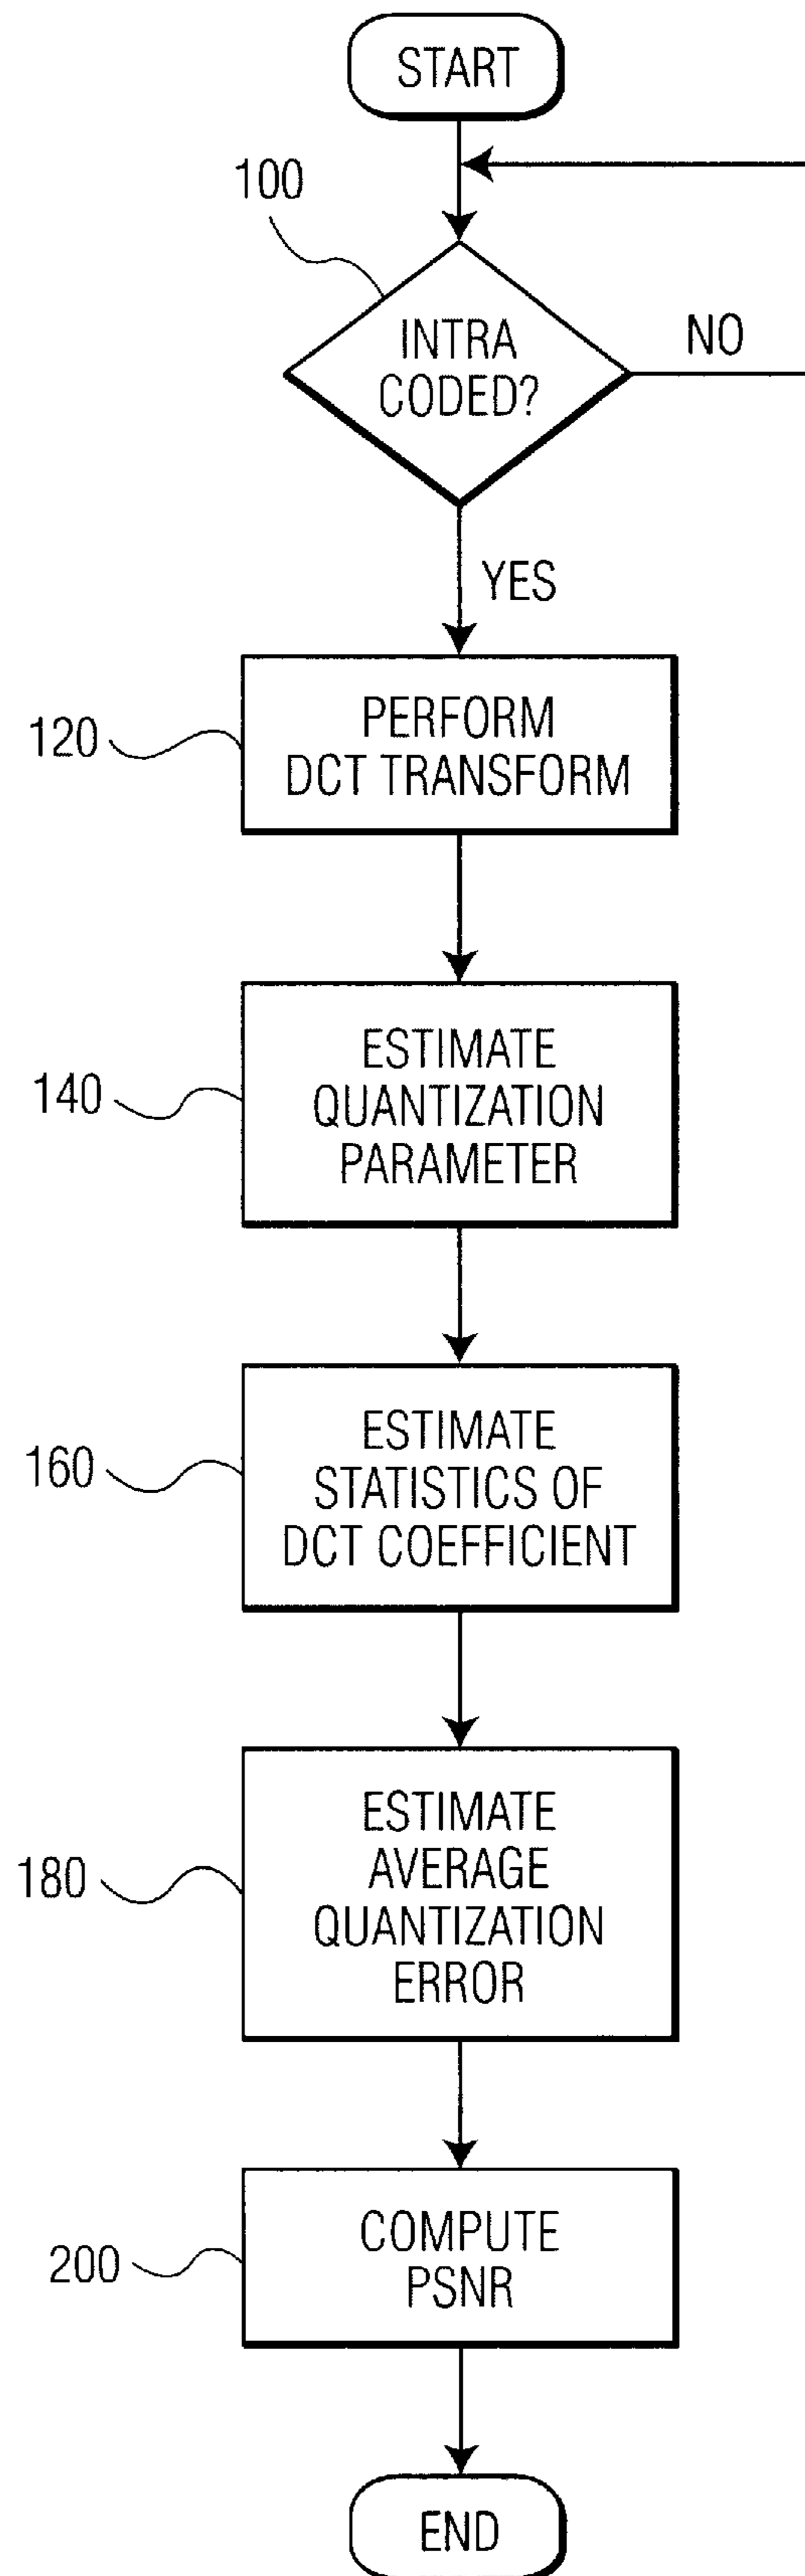 START
100
INTRA
CODED?
NO
YES
120
PERFORM
DCT TRANSFORM
140
ESTIMATE
QUANTIZATION
PARAMETER
160
ESTIMATE
STATISTICS OF
DCT COEFFICIENT
180
ESTIMATE
AVERAGE
QUANTIZATION
ERROR
200
COMPUTE
PSNR
END